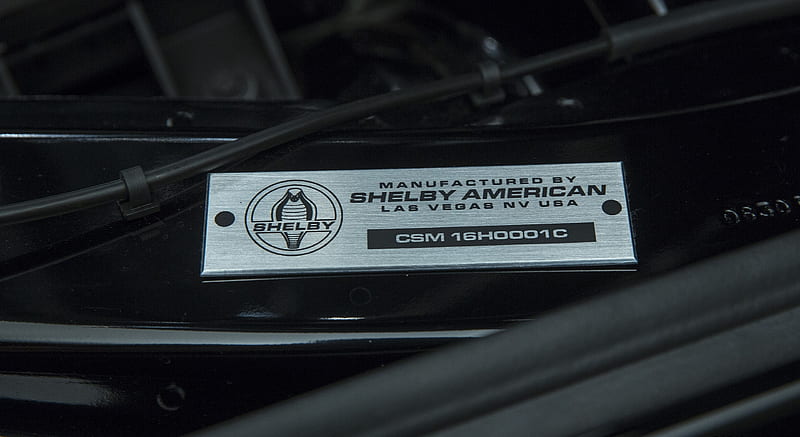 MANUFACTURED BY
SHELBY AMERICAN
LAS VEGAS NV USA
SHELBY
CSM 16H0001C